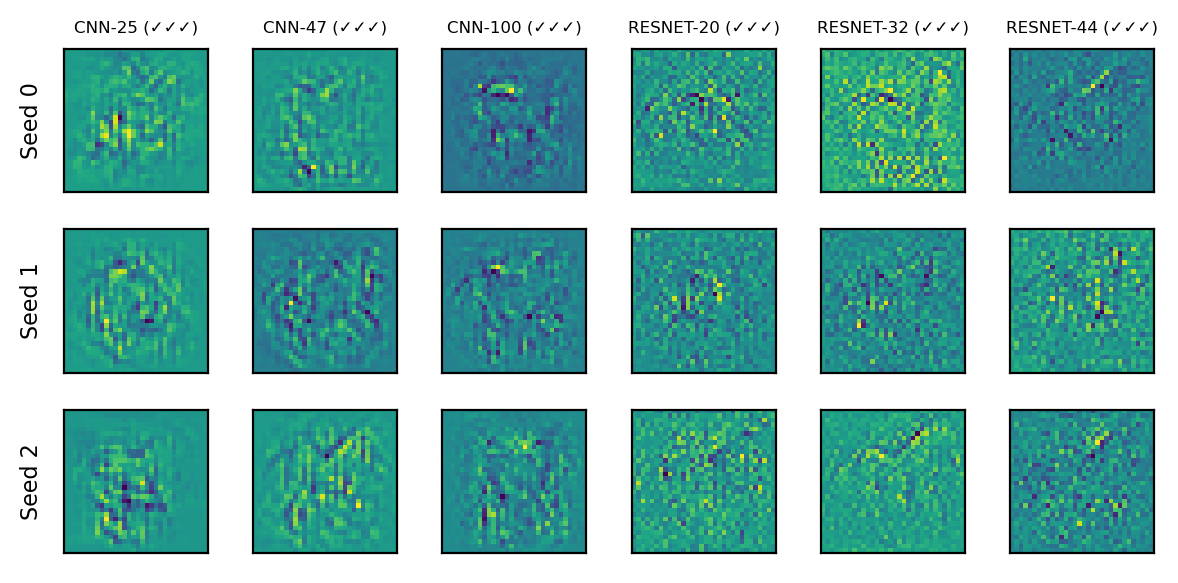 CNN-25 (✓✓✓) CNN-47 (✓✓✓) CNN-100 (✓✓✓) RESNET-20 (✓✓✓) RESNET-32 (✓✓✓) RESNET-44 (✓✓✓)
Seed 0
Seed 1
Seed 2